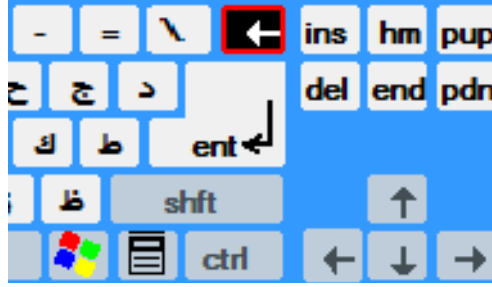 - = \ ← ins hm pup
ج د del end pdn
ك ط ent
ظ shft ↑
ctrl ← ↓ →